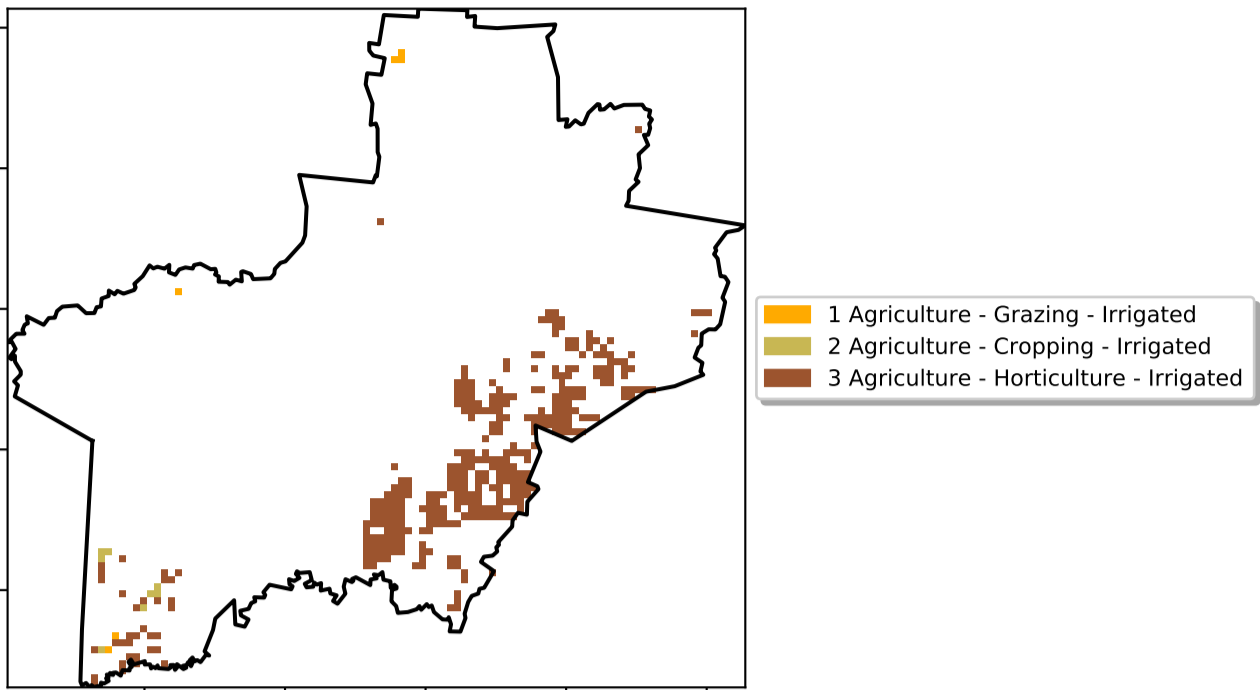 1 Agriculture - Grazing - Irrigated
2 Agriculture - Cropping - Irrigated
3 Agriculture - Horticulture - Irrigated